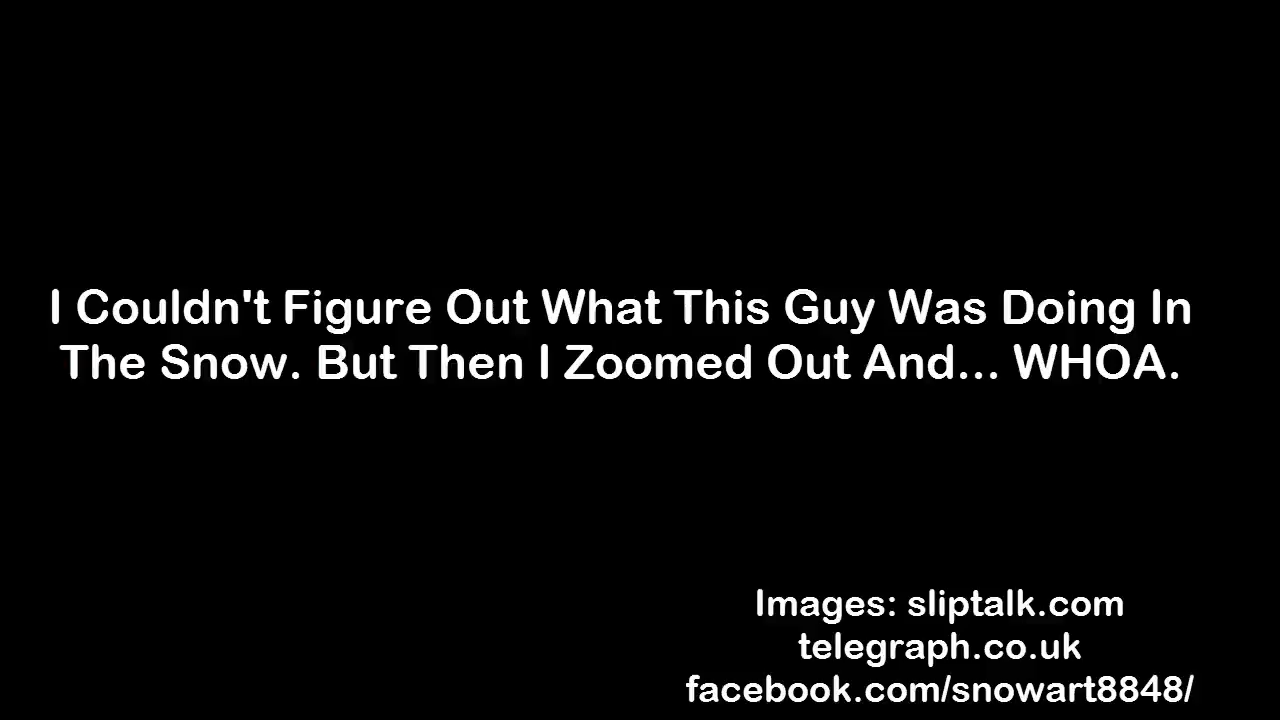 I Couldn't Figure Out What This Guy Was Doing In
The Snow. But Then I Zoomed Out And... WHOA.
Images: sliptalk.com
telegraph.co.uk
facebook.com/snowart8848/